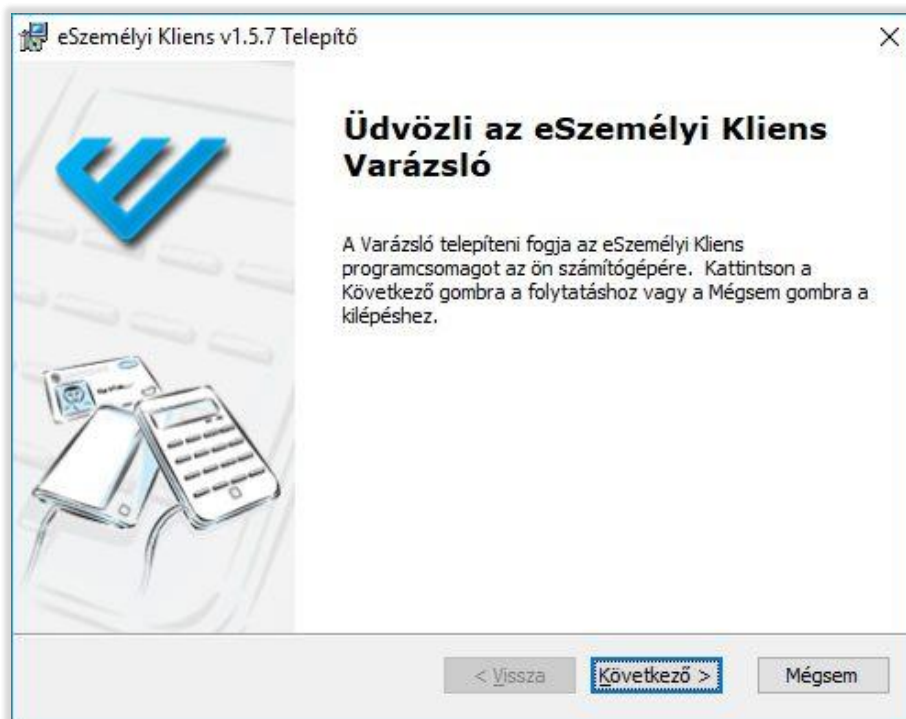 eSzemélyi Kliens v1.5.7 Telepítő
Üdvözli az eSzemélyi Kliens
Varázsló
A Varázsló telepíteni fogja az eSzemélyi Kliens
programcsomagot az ön számítógépére.  Kattintson a
Következő gombra a folytatáshoz vagy a Mégsem gombra a
kilépéshez.
< Vissza
Következő >
Mégsem